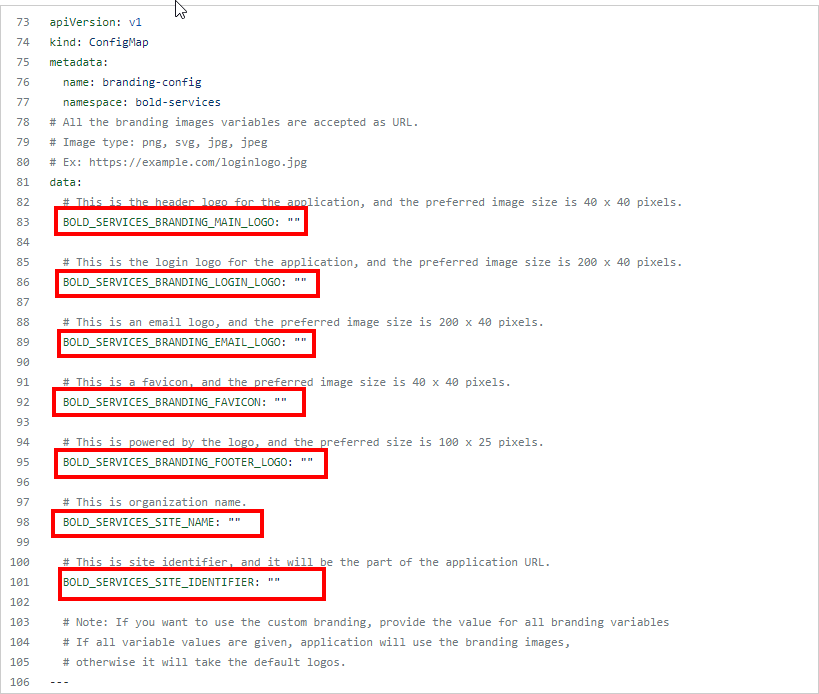 73 apiVersion: v1
74 kind: ConfigMap
75 metadata:
76 name: branding-config
77 namespace: bold-services
78 # All the branding images variables are accepted as URL.
79 # Image type: png, svg, jpg, jpeg
80 # Ex: https://example.com/loginlogo.jpg
81 data:
82 # This is the header logo for the application, and the preferred image size is 40 x 40 pixels.
83 BOLD_SERVICES_BRANDING_MAIN_LOGO: ""
84
85 # This is the login logo for the application, and the preferred image size is 200 x 40 pixels.
86 BOLD_SERVICES_BRANDING_LOGIN_LOGO: ""
87
88 # This is an email logo, and the preferred image size is 200 x 40 pixels.
89 BOLD_SERVICES_BRANDING_EMAIL_LOGO: ""
90
91 # This is a favicon, and the preferred image size is 40 x 40 pixels.
92 BOLD_SERVICES_BRANDING_FAVICON: ""
93
94 # This is powered by the logo, and the preferred size is 100 x 25 pixels.
95 BOLD_SERVICES_BRANDING_FOOTER_LOGO: ""
96
97 # This is organization name.
98 BOLD_SERVICES_SITE_NAME: ""
99
100 # This is site identifier, and it will be the part of the application URL.
101 BOLD_SERVICES_SITE_IDENTIFIER: ""
102
103 # Note: If you want to use the custom branding, provide the value for all branding variables
104 # If all variable values are given, application will use the branding images,
105 # otherwise it will take the default logos.
106 ---